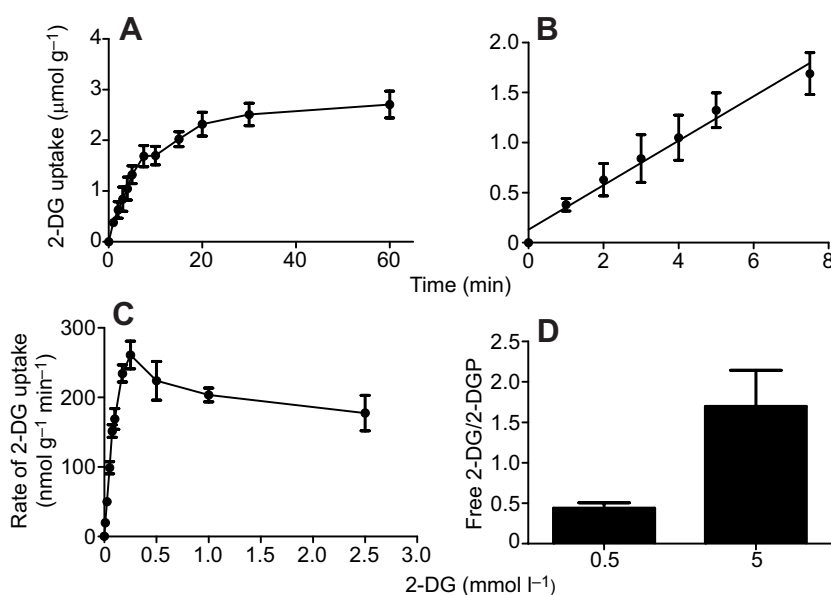 A
B
2-DG uptake (μmol g⁻¹)
4
3
2
1
0
0 20 40 60
2.0
1.5
1.0
0.5
0
0 2 4 6 8
Time (min)
C
D
Rate of 2-DG uptake
(nmol g⁻¹ min⁻¹)
300
200
100
0
0 0.5 1.0 1.5 2.0 2.5 3.0
Free 2-DG/2-DGP
2.5
2.0
1.5
1.0
0.5
0
0.5 5
2-DG (mmol l⁻¹)